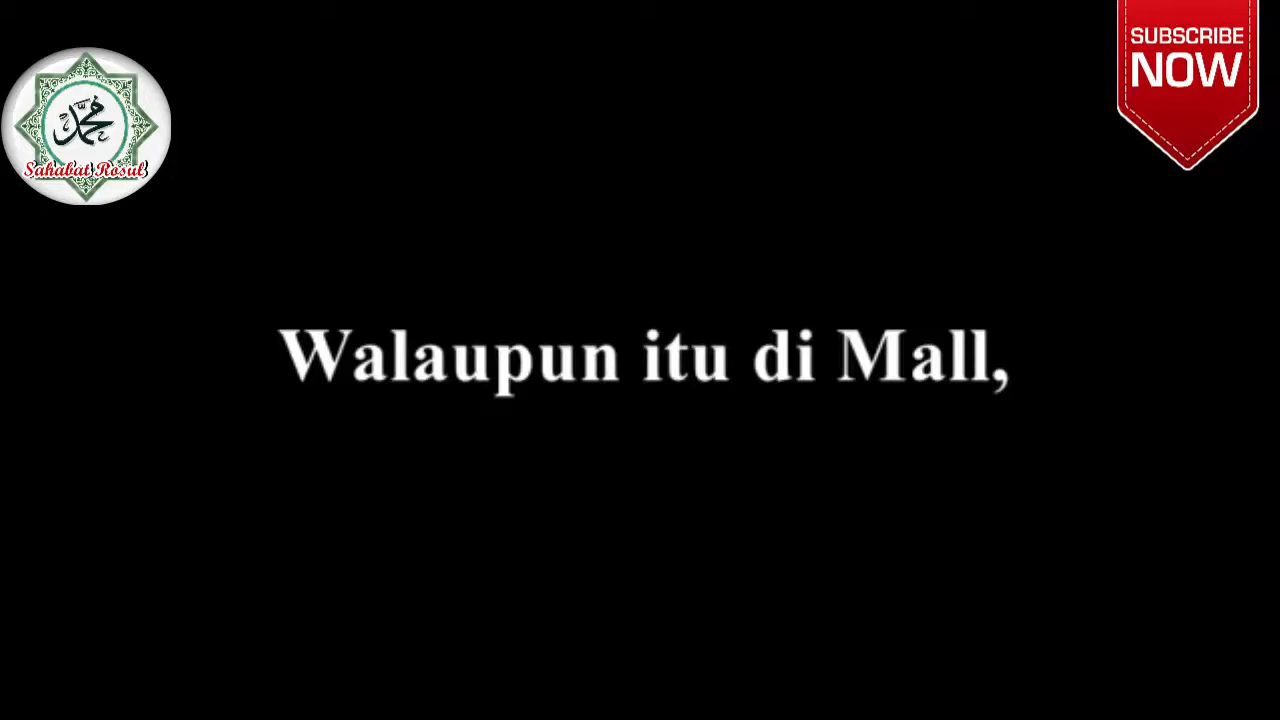 SUBSCRIBE
NOW
محمد
Sahabat Rosul
Walaupun itu di Mall,